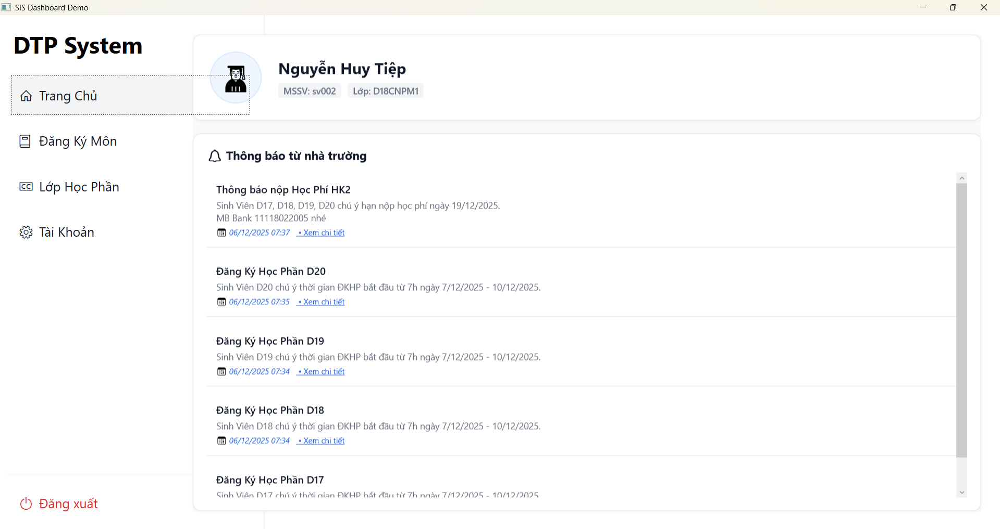 SIS Dashboard Demo
DTP System
Trang Chủ
Đăng Ký Môn
Lớp Học Phần
Tài Khoản
Đăng xuất
Nguyễn Huy Tiệp
MSSV: sv002
Lớp: D18CNPM1
Thông báo từ nhà trường
Thông báo nộp Học Phí HK2
Sinh Viên D17, D18, D19, D20 chú ý hạn nộp học phí ngày 19/12/2025.
MB Bank 11118022005 nhé
06/12/2025 07:37 • Xem chi tiết
Đăng Ký Học Phần D20
Sinh Viên D20 chú ý thời gian ĐKHP bắt đầu từ 7h ngày 7/12/2025 - 10/12/2025.
06/12/2025 07:35 • Xem chi tiết
Đăng Ký Học Phần D19
Sinh Viên D19 chú ý thời gian ĐKHP bắt đầu từ 7h ngày 7/12/2025 - 10/12/2025.
06/12/2025 07:34 • Xem chi tiết
Đăng Ký Học Phần D18
Sinh Viên D18 chú ý thời gian ĐKHP bắt đầu từ 7h ngày 7/12/2025 - 10/12/2025.
06/12/2025 07:34 • Xem chi tiết
Đăng Ký Học Phần D17
Sinh Viên D17 chú ý thời gian ĐKHP bắt đầu từ 7h ngày 7/12/2025 - 10/12/2025